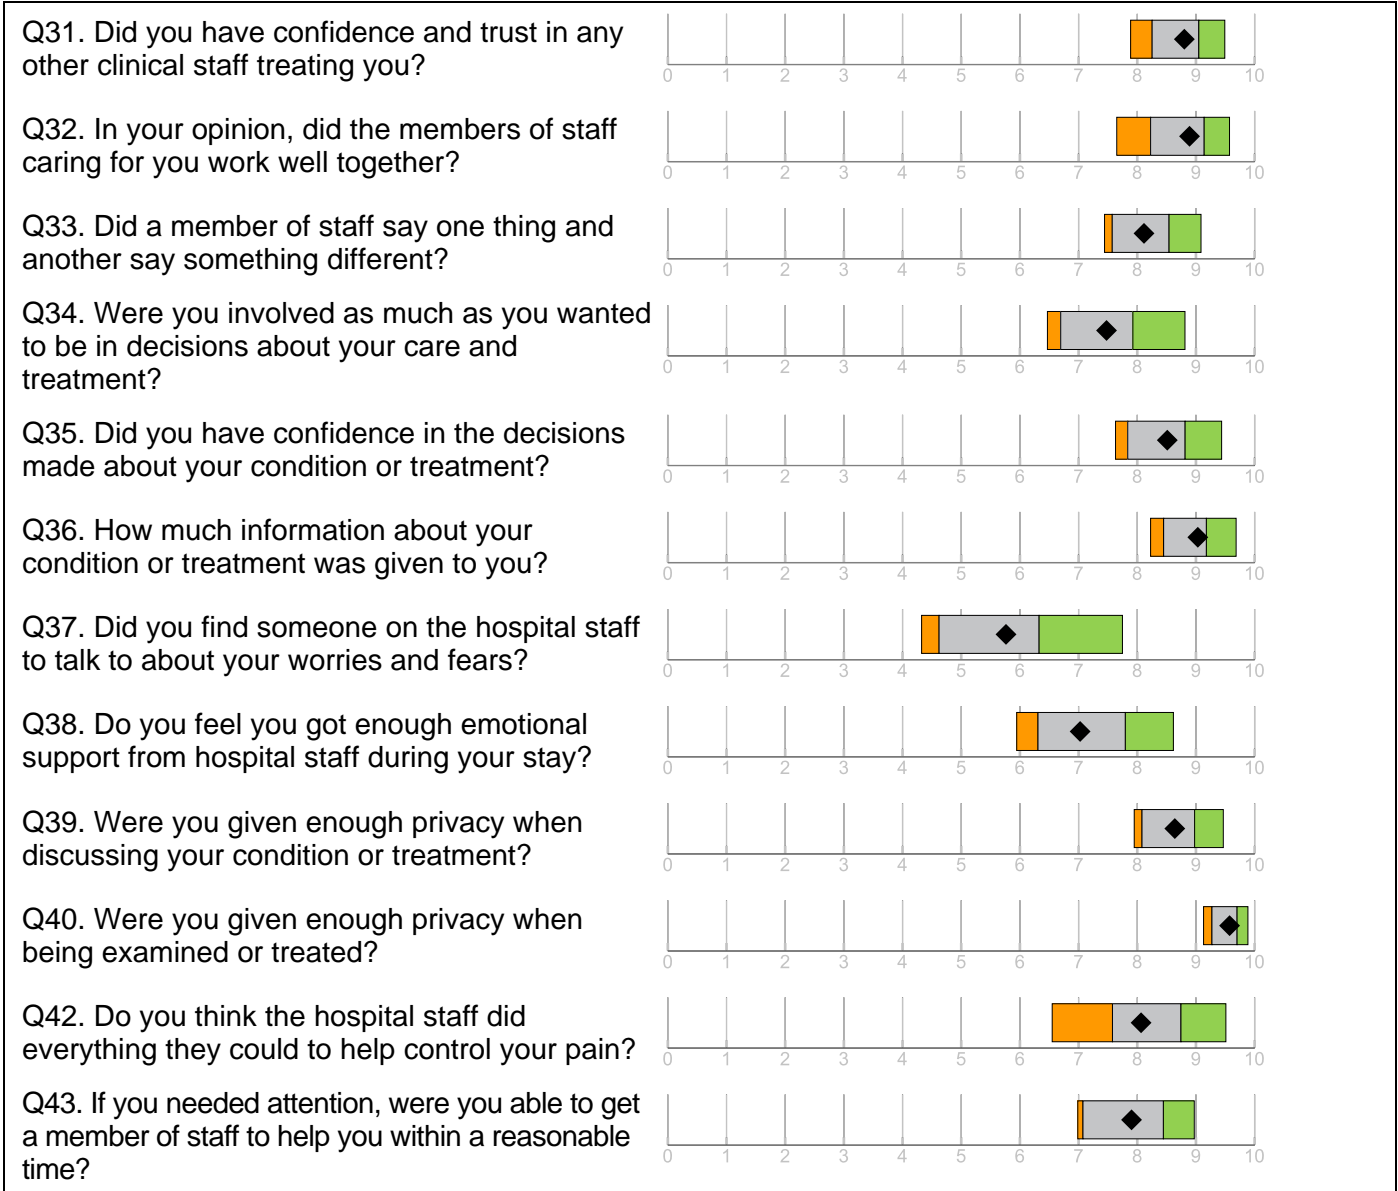 Q31. Did you have confidence and trust in any
other clinical staff treating you?
0 1 2 3 4 5 6 7 8 9 10
Q32. In your opinion, did the members of staff
caring for you work well together?
0 1 2 3 4 5 6 7 8 9 10
Q33. Did a member of staff say one thing and
another say something different?
0 1 2 3 4 5 6 7 8 9 10
Q34. Were you involved as much as you wanted
to be in decisions about your care and
treatment?
0 1 2 3 4 5 6 7 8 9 10
Q35. Did you have confidence in the decisions
made about your condition or treatment?
0 1 2 3 4 5 6 7 8 9 10
Q36. How much information about your
condition or treatment was given to you?
0 1 2 3 4 5 6 7 8 9 10
Q37. Did you find someone on the hospital staff
to talk to about your worries and fears?
0 1 2 3 4 5 6 7 8 9 10
Q38. Do you feel you got enough emotional
support from hospital staff during your stay?
0 1 2 3 4 5 6 7 8 9 10
Q39. Were you given enough privacy when
discussing your condition or treatment?
0 1 2 3 4 5 6 7 8 9 10
Q40. Were you given enough privacy when
being examined or treated?
0 1 2 3 4 5 6 7 8 9 10
Q42. Do you think the hospital staff did
everything they could to help control your pain?
0 1 2 3 4 5 6 7 8 9 10
Q43. If you needed attention, were you able to get
a member of staff to help you within a reasonable
time?
0 1 2 3 4 5 6 7 8 9 10